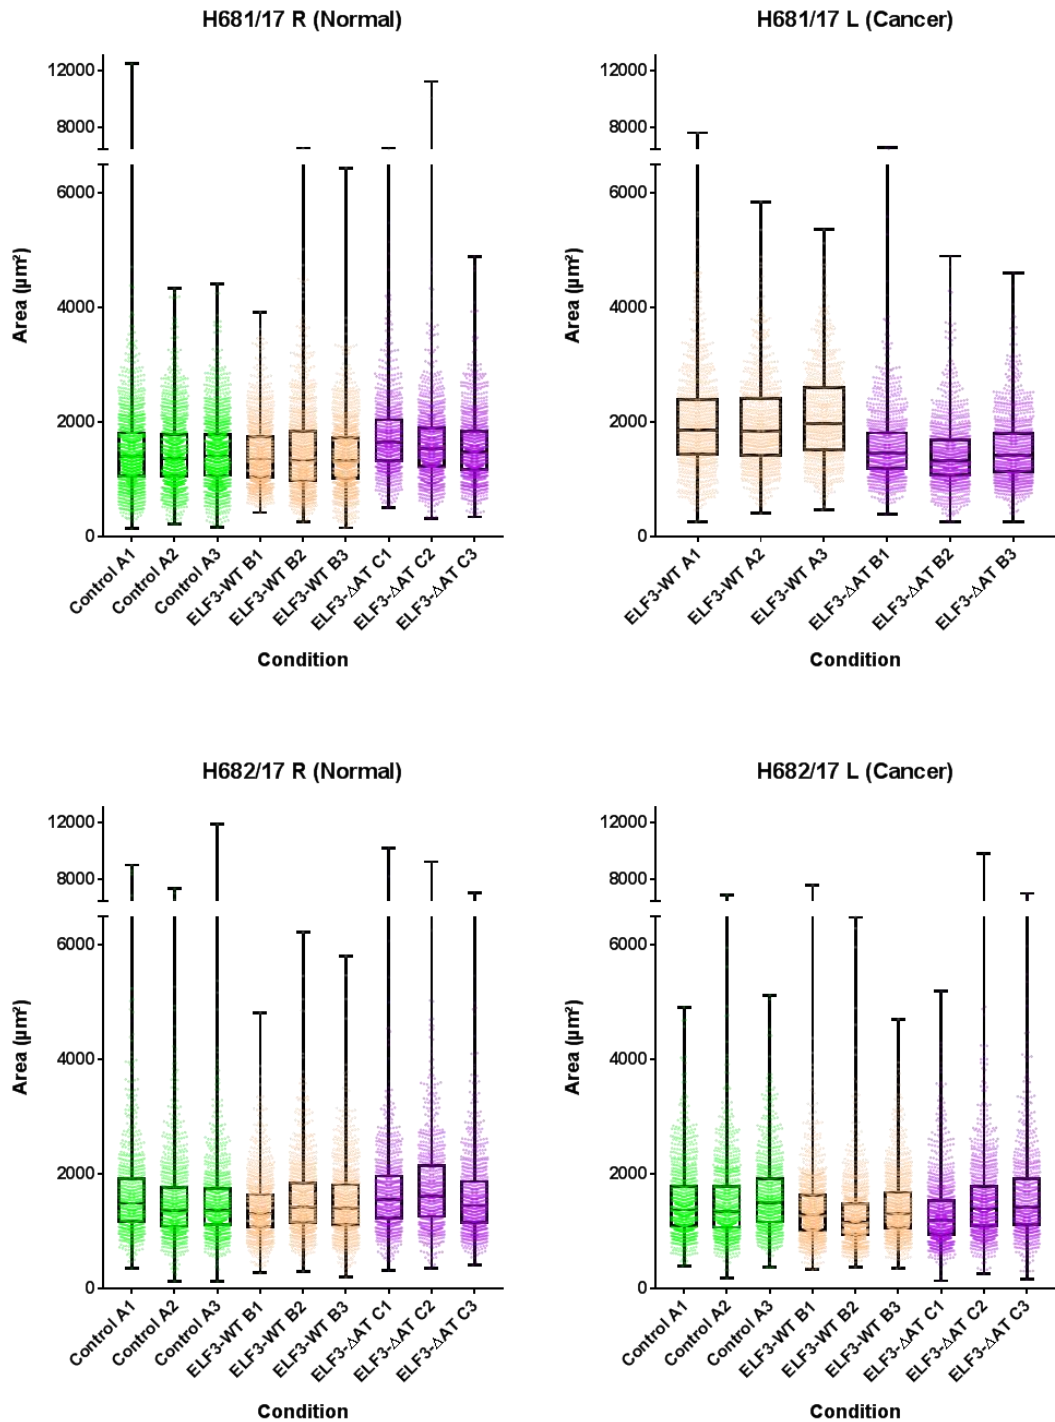 H681/17 R (Normal)
12000
8000
6000
4000
2000
0
Area (µm²)
Control A1
Control A2
Control A3
ELF3-WT B1
ELF3-WT B2
ELF3-WT B3
ELF3-ΔAT C1
ELF3-ΔAT C2
ELF3-ΔAT C3
Condition
H681/17 L (Cancer)
12000
8000
6000
4000
2000
0
Area (µm²)
ELF3-WT A1
ELF3-WT A2
ELF3-WT A3
ELF3-ΔAT B1
ELF3-ΔAT B2
ELF3-ΔAT B3
Condition
H682/17 R (Normal)
12000
8000
6000
4000
2000
0
Area (µm²)
Control A1
Control A2
Control A3
ELF3-WT B1
ELF3-WT B2
ELF3-WT B3
ELF3-ΔAT C1
ELF3-ΔAT C2
ELF3-ΔAT C3
Condition
H682/17 L (Cancer)
12000
8000
6000
4000
2000
0
Area (µm²)
Control A1
Control A2
Control A3
ELF3-WT B1
ELF3-WT B2
ELF3-WT B3
ELF3-ΔAT C1
ELF3-ΔAT C2
ELF3-ΔAT C3
Condition